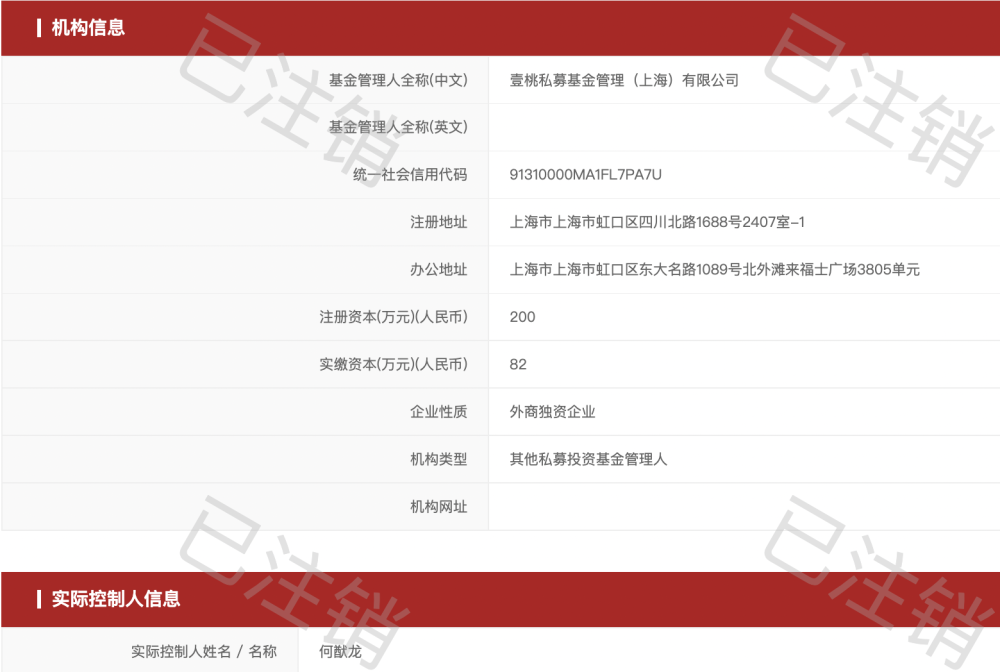 机构信息
基金管理人全称(中文) 壹桃私募基金管理（上海）有限公司
基金管理人全称(英文)
统一社会信用代码 91310000MA1FL7PA7U
注册地址 上海市上海市虹口区四川北路1688号2407室-1
办公地址 上海市上海市虹口区东大名路1089号北外滩来福士广场3805单元
注册资本(万元)(人民币) 200
实缴资本(万元)(人民币) 82
企业性质 外商独资企业
机构类型 其他私募投资基金管理人
机构网址
实际控制人信息
实际控制人姓名 / 名称 何猷龙
已注销
已注销
已注销
已注销